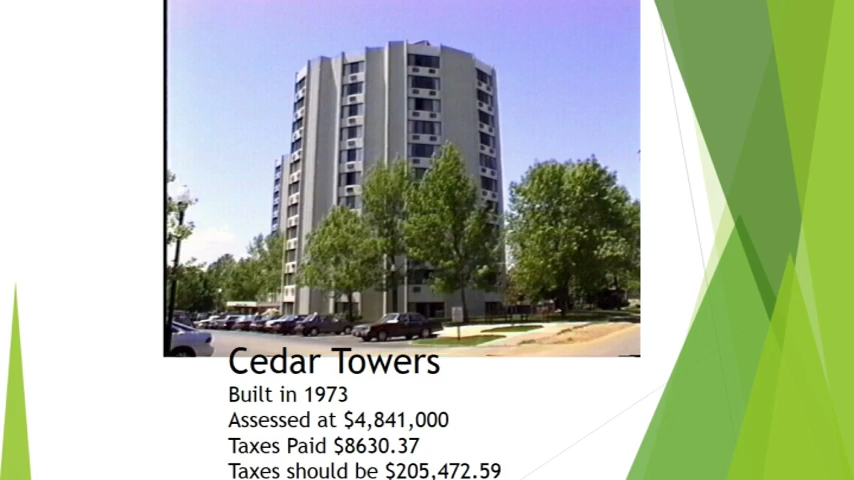 Cedar Towers
Built in 1973
Assessed at $4,841,000
Taxes Paid $8630.37
Taxes should be $205,472.59